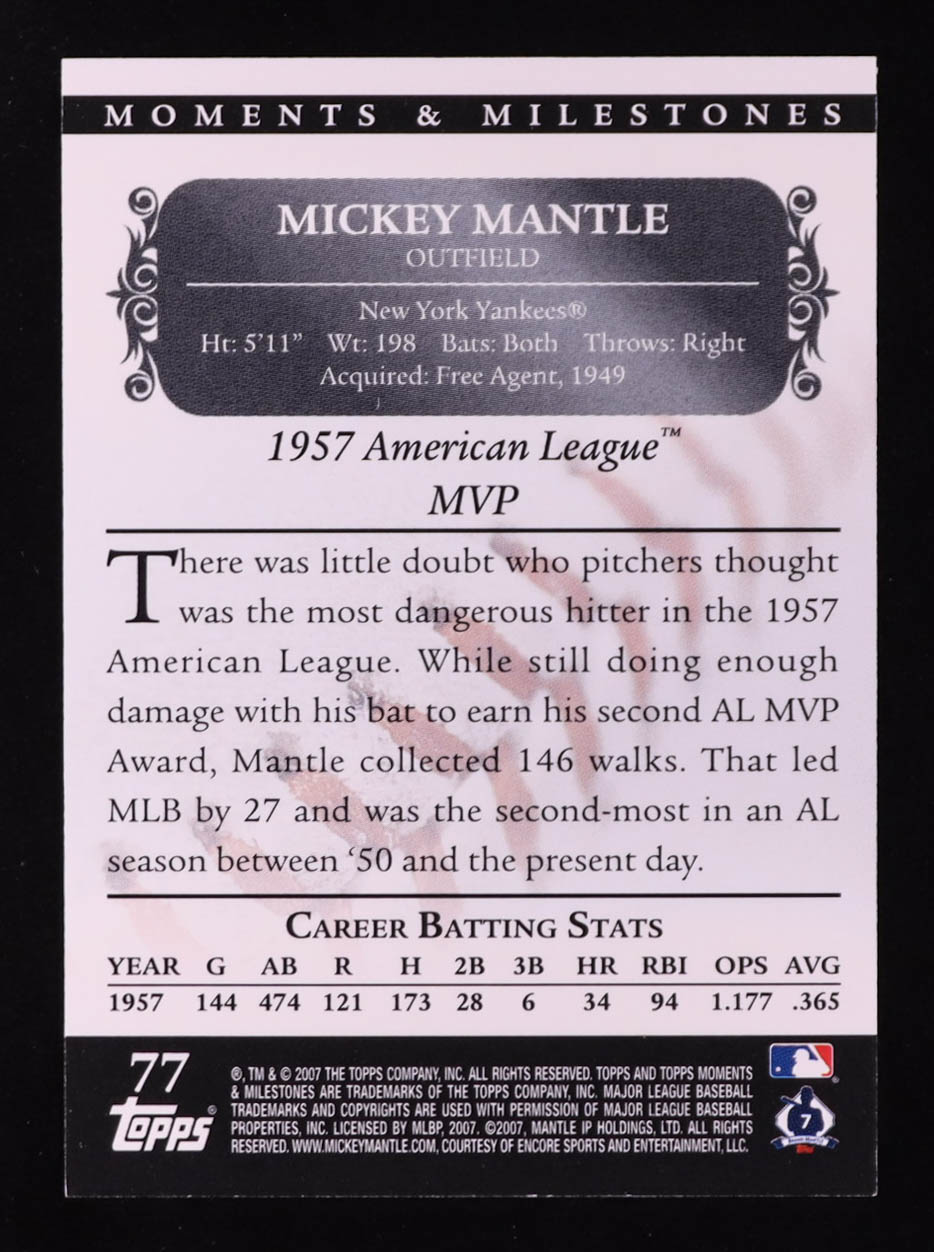 MOMENTS & MILESTONES
MICKEY MANTLE
OUTFIELD
New York Yankees®
Ht: 5'11” Wt: 198 Bats: Both Throws: Right
Acquired: Free Agent, 1949
1957 American League™
MVP
There was little doubt who pitchers thought
was the most dangerous hitter in the 1957
American League. While still doing enough
damage with his bat to earn his second AL MVP
Award, Mantle collected 146 walks. That led
MLB by 27 and was the second-most in an AL
season between ‘50 and the present day.
CAREER BATTING STATS
YEAR G AB R H 2B 3B HR RBI OPS AVG
1957 144 474 121 173 28 6 34 94 1.177 .365
77
Topps®
®, TM & © 2007 THE TOPPS COMPANY, INC. ALL RIGHTS RESERVED. TOPPS AND TOPPS MOMENTS
& MILESTONES ARE TRADEMARKS OF THE TOPPS COMPANY, INC. MAJOR LEAGUE BASEBALL
TRADEMARKS AND COPYRIGHTS ARE USED WITH PERMISSION OF MAJOR LEAGUE BASEBALL
PROPERTIES, INC. LICENSED BY MLBP, 2007. ©2007, MANTLE IP HOLDINGS, LTD. ALL RIGHTS
RESERVED. WWW.MICKEYMANTLE.COM, COURTESY OF ENCORE SPORTS AND ENTERTAINMENT, LLC.
7